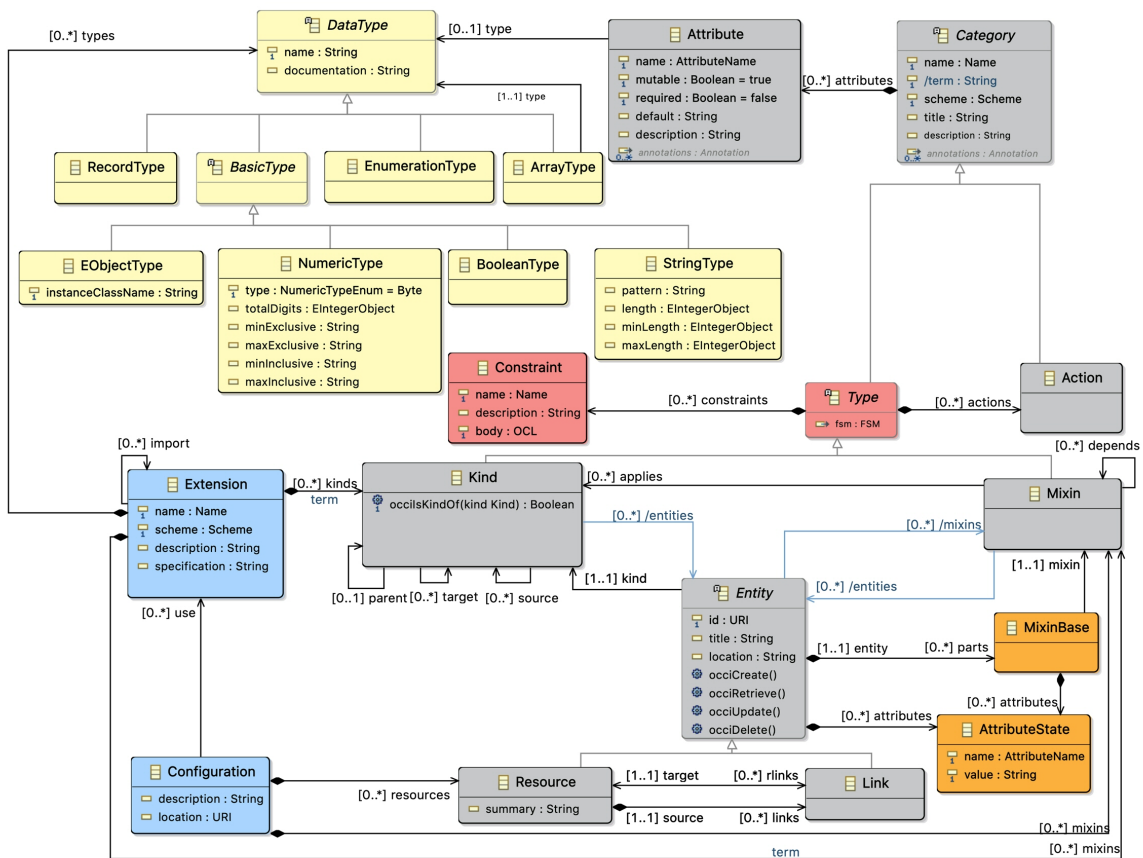 DataType
name : String
documentation : String
[0..*] types
[0..1] type
[1..1] type
Attribute
name : AttributeName
mutable : Boolean = true
required : Boolean = false
default : String
description : String
annotations : Annotation
[0..*] attributes
Category
name : Name
/term : String
scheme : Scheme
title : String
description : String
annotations : Annotation
RecordType
BasicType
EnumerationType
ArrayType
EObjectType
instanceClassName : String
NumericType
type : NumericTypeEnum = Byte
totalDigits : EIntegerObject
minExclusive : String
maxExclusive : String
minInclusive : String
maxInclusive : String
BooleanType
StringType
pattern : String
length : EIntegerObject
minLength : EIntegerObject
maxLength : EIntegerObject
Constraint
name : Name
description : String
body : OCL
[0..*] constraints
Type
fsm : FSM
[0..*] actions
Action
[0..*] import
Extension
name : Name
scheme : Scheme
description : String
specification : String
[0..*] kinds
term
Kind
occiIsKindOf(kind Kind) : Boolean
[0..*] applies
[0..*] depends
Mixin
[0..*] /entities
[0..*] /mixins
[0..1] parent
[0..*] target
[0..*] source
[1..1] kind
[0..*] /entities
[1..1] mixin
Entity
id : URI
title : String
location : String
occiCreate()
occiRetrieve()
occiUpdate()
occiDelete()
[0..*] use
[1..1] entity
[0..*] parts
MixinBase
[0..*] attributes
[0..*] attributes
AttributeState
name : AttributeName
value : String
Configuration
description : String
location : URI
[0..*] resources
Resource
summary : String
[1..1] target
[0..*] rlinks
[1..1] source
[0..*] links
Link
[0..*] mixins
[0..*] mixins
term